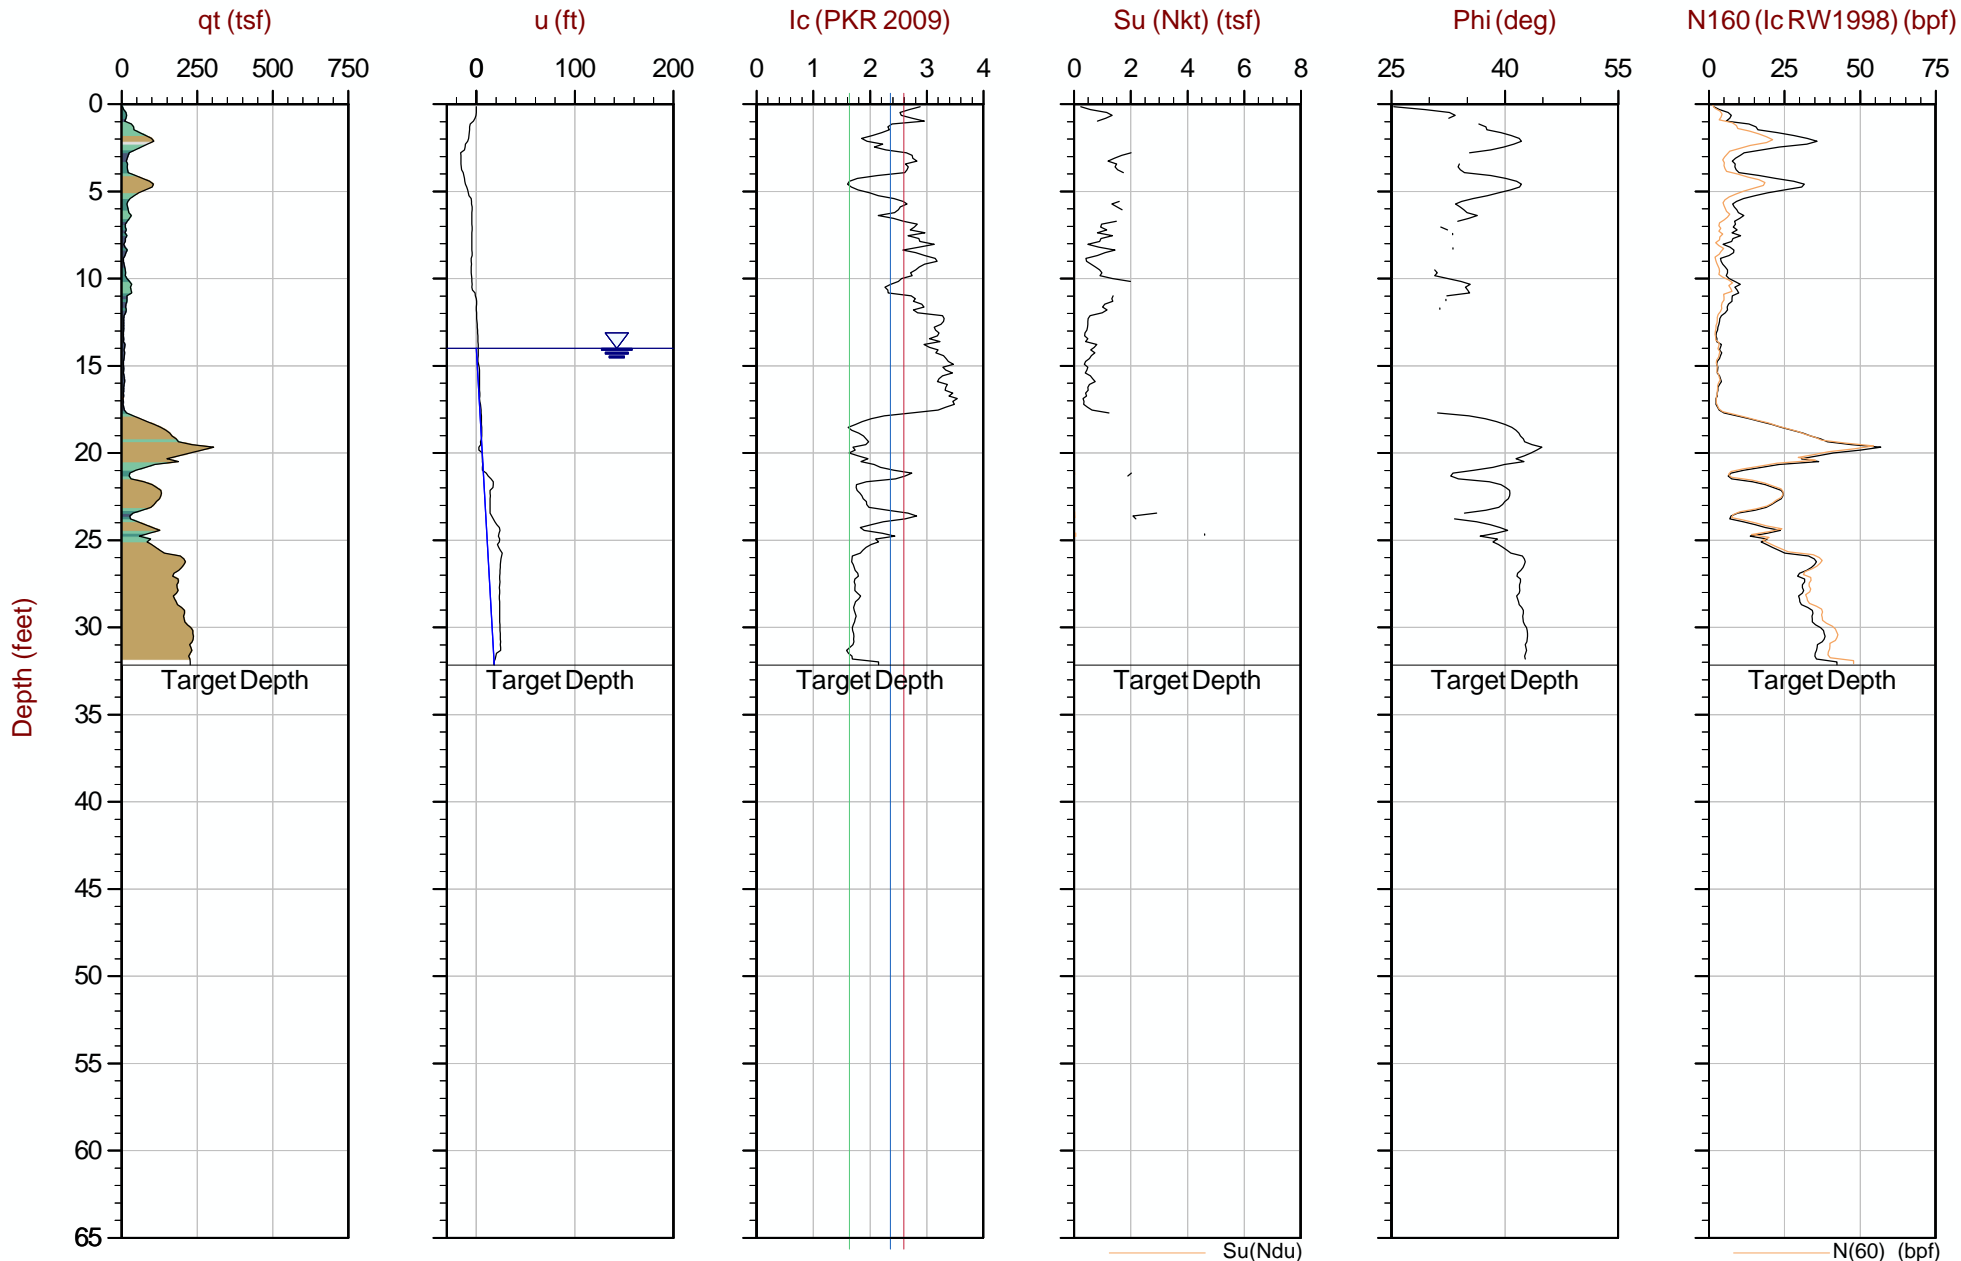 qt (tsf) u (ft) Ic (PKR 2009) Su (Nkt) (tsf) Phi (deg) N160 (Ic RW1998) (bpf)
0 250 500 750 0 100 200 0 1 2 3 4 0 2 4 6 8 25 40 55 0 25 50 75
0
5
10
15
20
25
30
Target Depth Target Depth Target Depth Target Depth Target Depth Target Depth
35
40
45
50
55
60
65
Depth (feet)
Su(Ndu) N(60) (bpf)